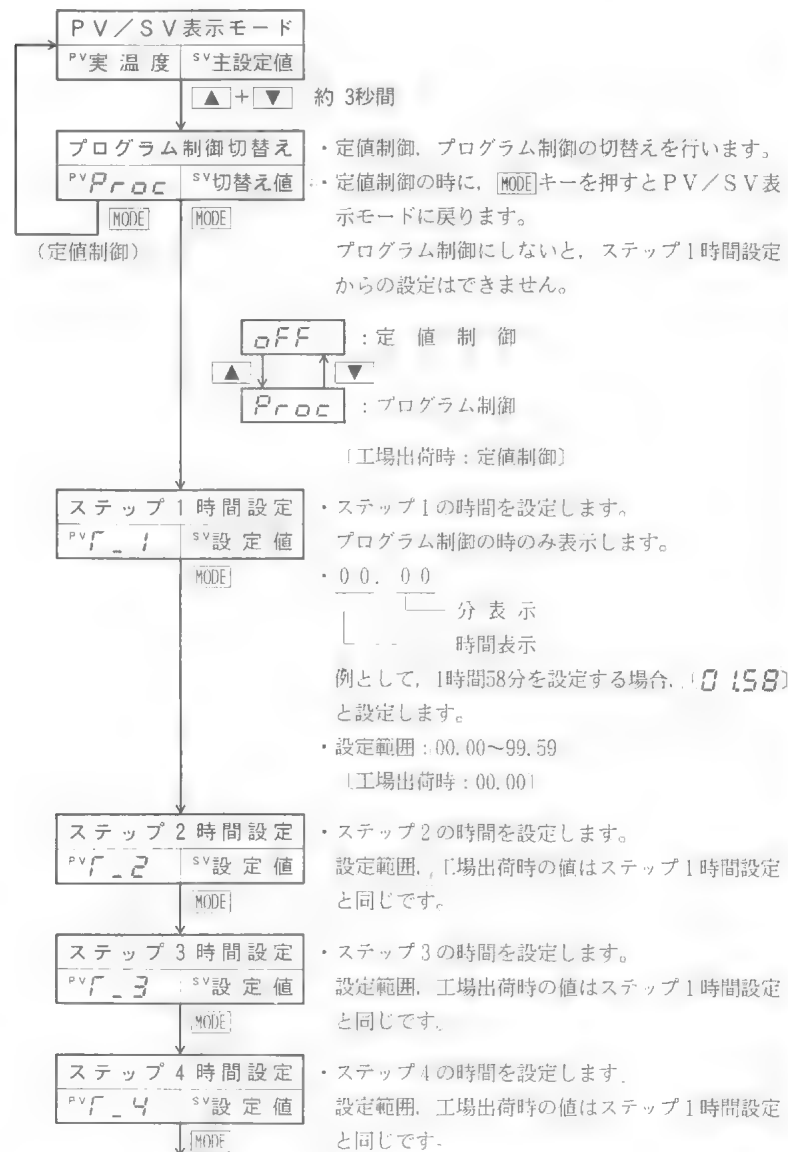 PV／SV表示モード
PV実温度 SV主設定値
▲+▼ 約 3秒間
プログラム制御切替え
PVProc SV切替え値
MODE MODE
(定値制御)
・定値制御，プログラム制御の切替えを行います。
・定値制御の時に，MODEキーを押すとPV／SV表
示モードに戻ります。
プログラム制御にしないと，ステップ1時間設定
からの設定はできません。
oFF ：定値制御
▲ ▼
Proc ：プログラム制御
〔工場出荷時：定値制御〕
ステップ1時間設定
PVΓ_1 SV設定値
MODE
・ステップ1の時間を設定します。
プログラム制御の時のみ表示します。
・00. 00
分表示
時間表示
例として，1時間58分を設定する場合，〔01.58〕
と設定します。
・設定範囲：00.00～99.59
〔工場出荷時：00.00〕
ステップ2時間設定
PVΓ_2 SV設定値
MODE
・ステップ2の時間を設定します。
設定範囲，工場出荷時の値はステップ1時間設定
と同じです。
ステップ3時間設定
PVΓ_3 SV設定値
MODE
・ステップ3の時間を設定します。
設定範囲，工場出荷時の値はステップ1時間設定
と同じです。
ステップ4時間設定
PVΓ_4 SV設定値
MODE
・ステップ4の時間を設定します。
設定範囲，工場出荷時の値はステップ1時間設定
と同じです。